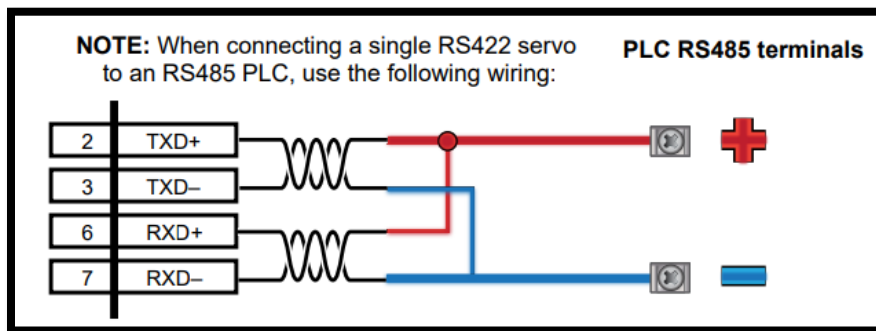 NOTE: When connecting a single RS422 servo
to an RS485 PLC, use the following wiring:
PLC RS485 terminals
2 TXD+
3 TXD–
6 RXD+
7 RXD–